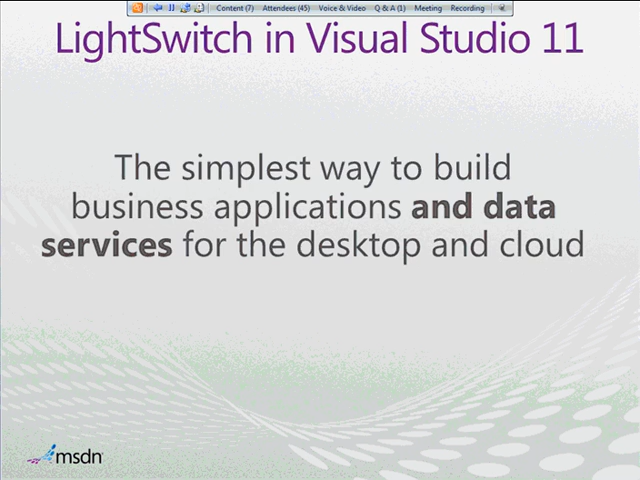 Content (7) Attendees (45) Voice & Video Q & A (1) Meeting Recording
LightSwitch in Visual Studio 11
The simplest way to build
business applications and data
services for the desktop and cloud
msdn